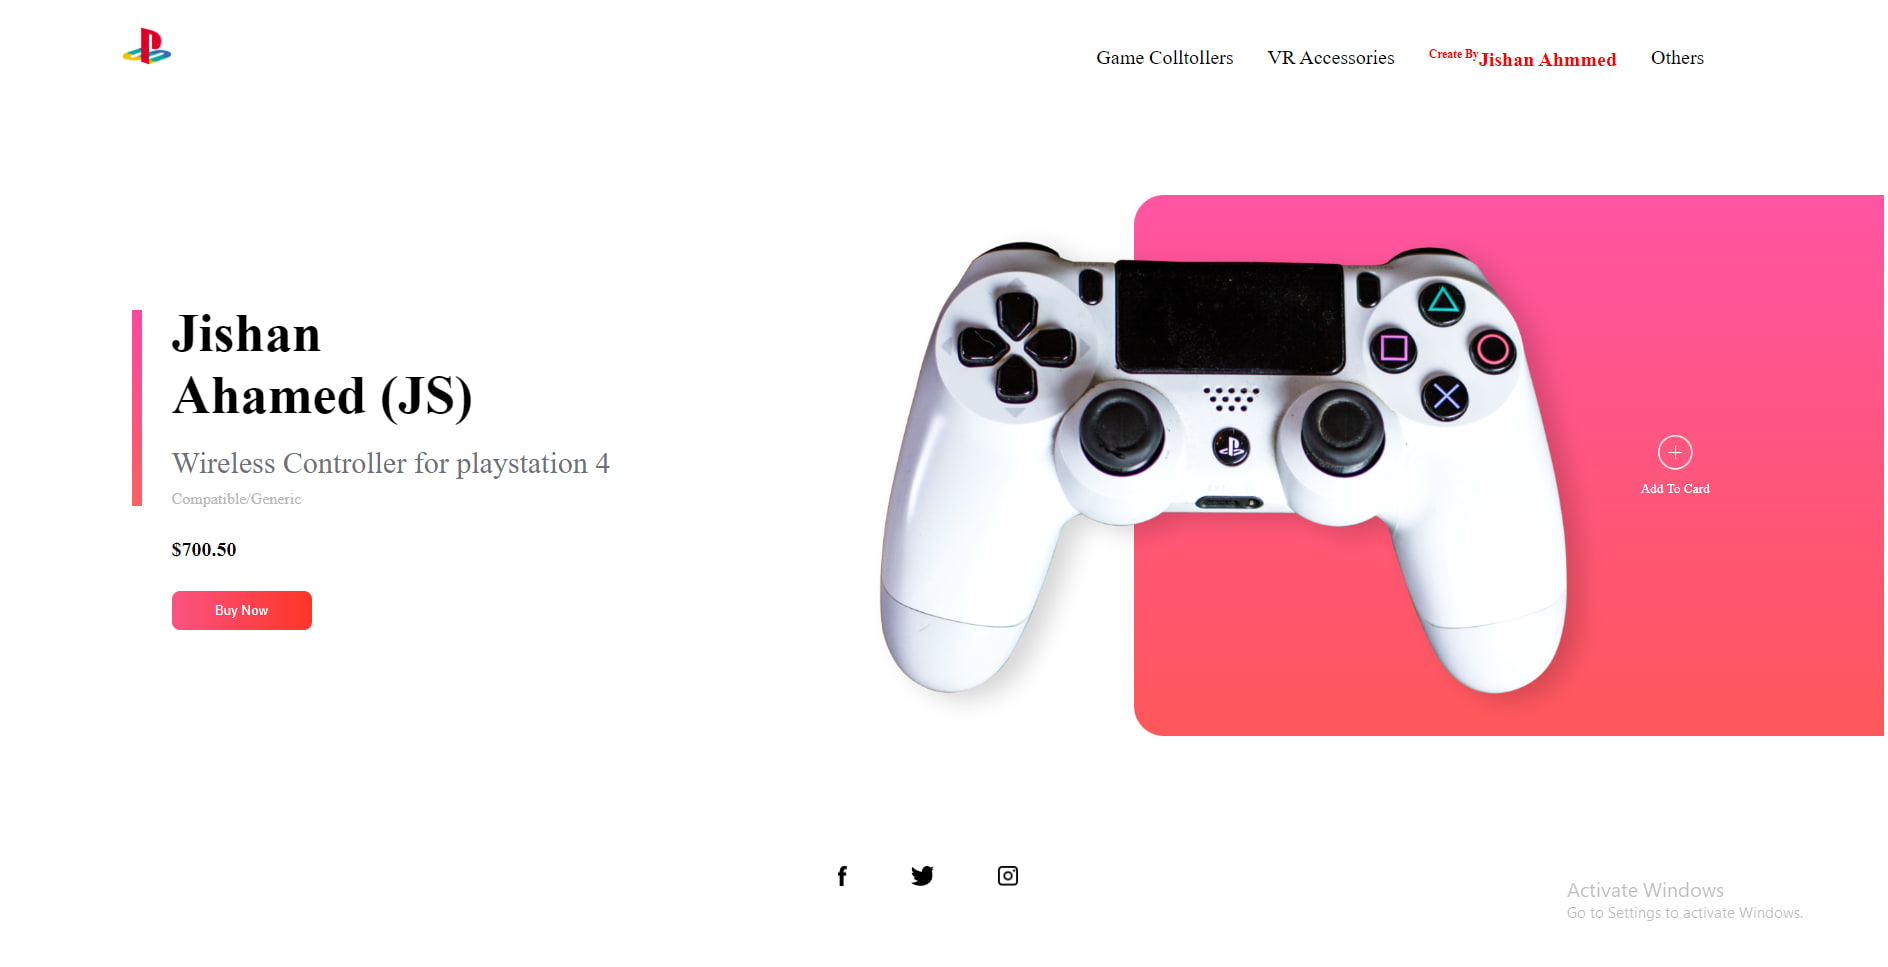 Game Colltollers
VR Accessories
Create By Jishan Ahmmed
Others
Jishan
Ahamed (JS)
Wireless Controller for playstation 4
Compatible/Generic
$700.50
Buy Now
Add To Card
Activate Windows
Go to Settings to activate Windows.